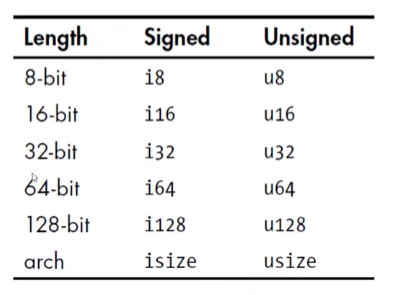 Length Signed Unsigned
8-bit i8 u8
16-bit i16 u16
32-bit i32 u32
64-bit i64 u64
128-bit i128 u128
arch isize usize